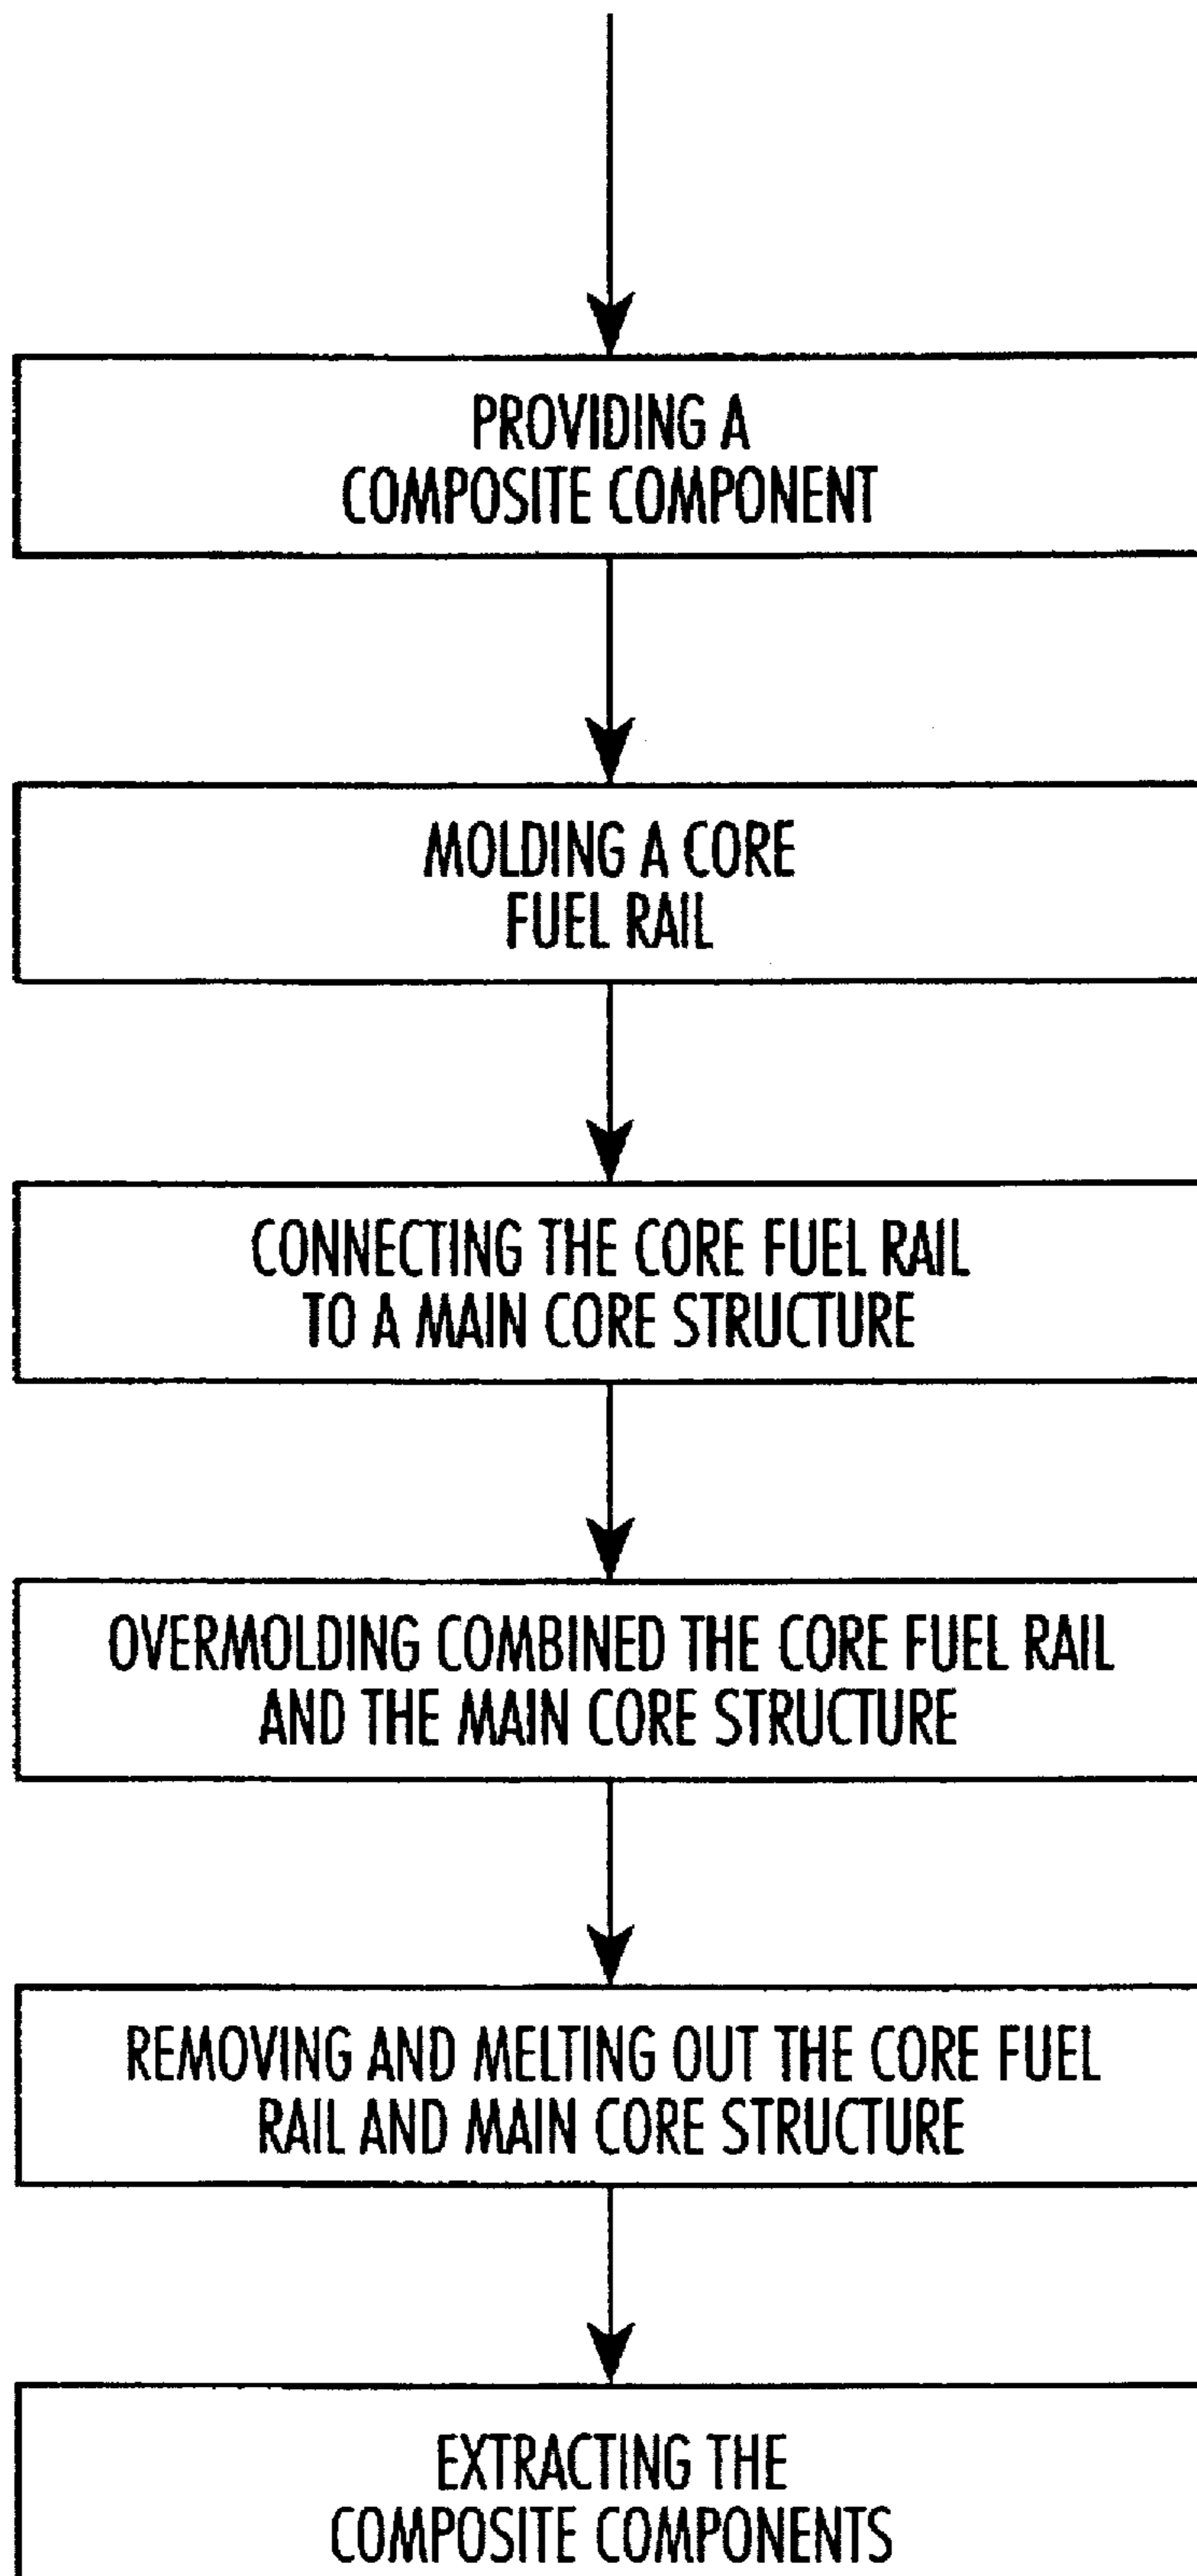 PROVIDING A
COMPOSITE COMPONENT
MOLDING A CORE
FUEL RAIL
CONNECTING THE CORE FUEL RAIL
TO A MAIN CORE STRUCTURE
OVERMOLDING COMBINED THE CORE FUEL RAIL
AND THE MAIN CORE STRUCTURE
REMOVING AND MELTING OUT THE CORE FUEL
RAIL AND MAIN CORE STRUCTURE
EXTRACTING THE
COMPOSITE COMPONENTS